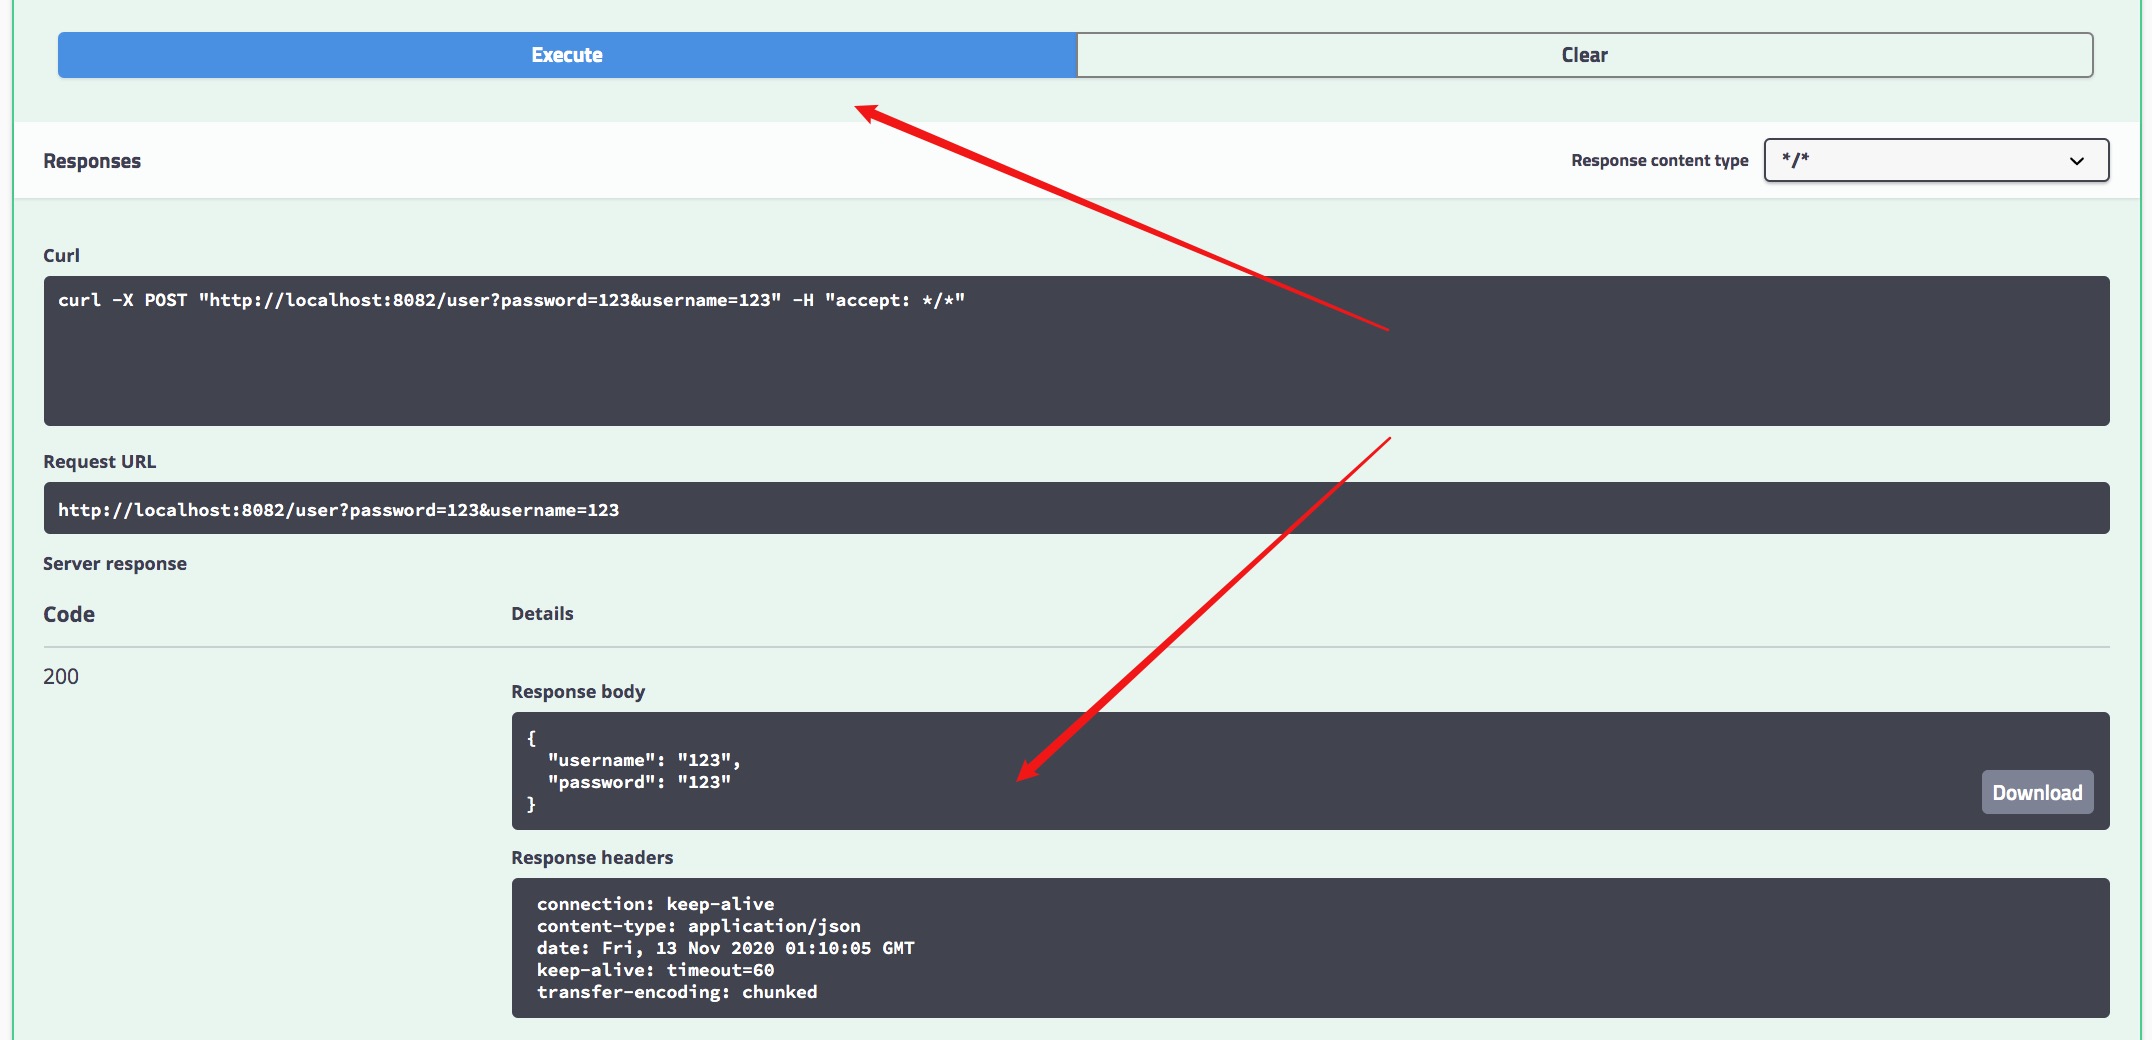 Execute
Clear
Responses
Response content type
*/*
Curl
curl -X POST "http://localhost:8082/user?password=123&username=123" -H "accept: */*"
Request URL
http://localhost:8082/user?password=123&username=123
Server response
Code
Details
200
Response body
{
  "username": "123",
  "password": "123"
}
Download
Response headers
connection: keep-alive
content-type: application/json
date: Fri, 13 Nov 2020 01:10:05 GMT
keep-alive: timeout=60
transfer-encoding: chunked